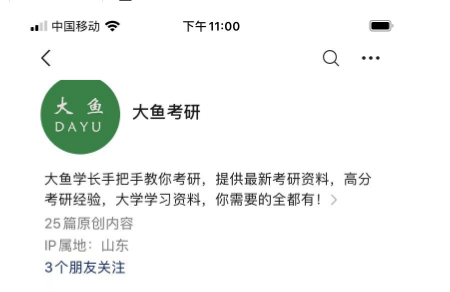 中国移动 下午11:00
大鱼
DAYU
大鱼考研
大鱼学长手把手教你考研，提供最新考研资料，高分
考研经验，大学学习资料，你需要的全都有！
25篇原创内容
IP属地：山东
3个朋友关注